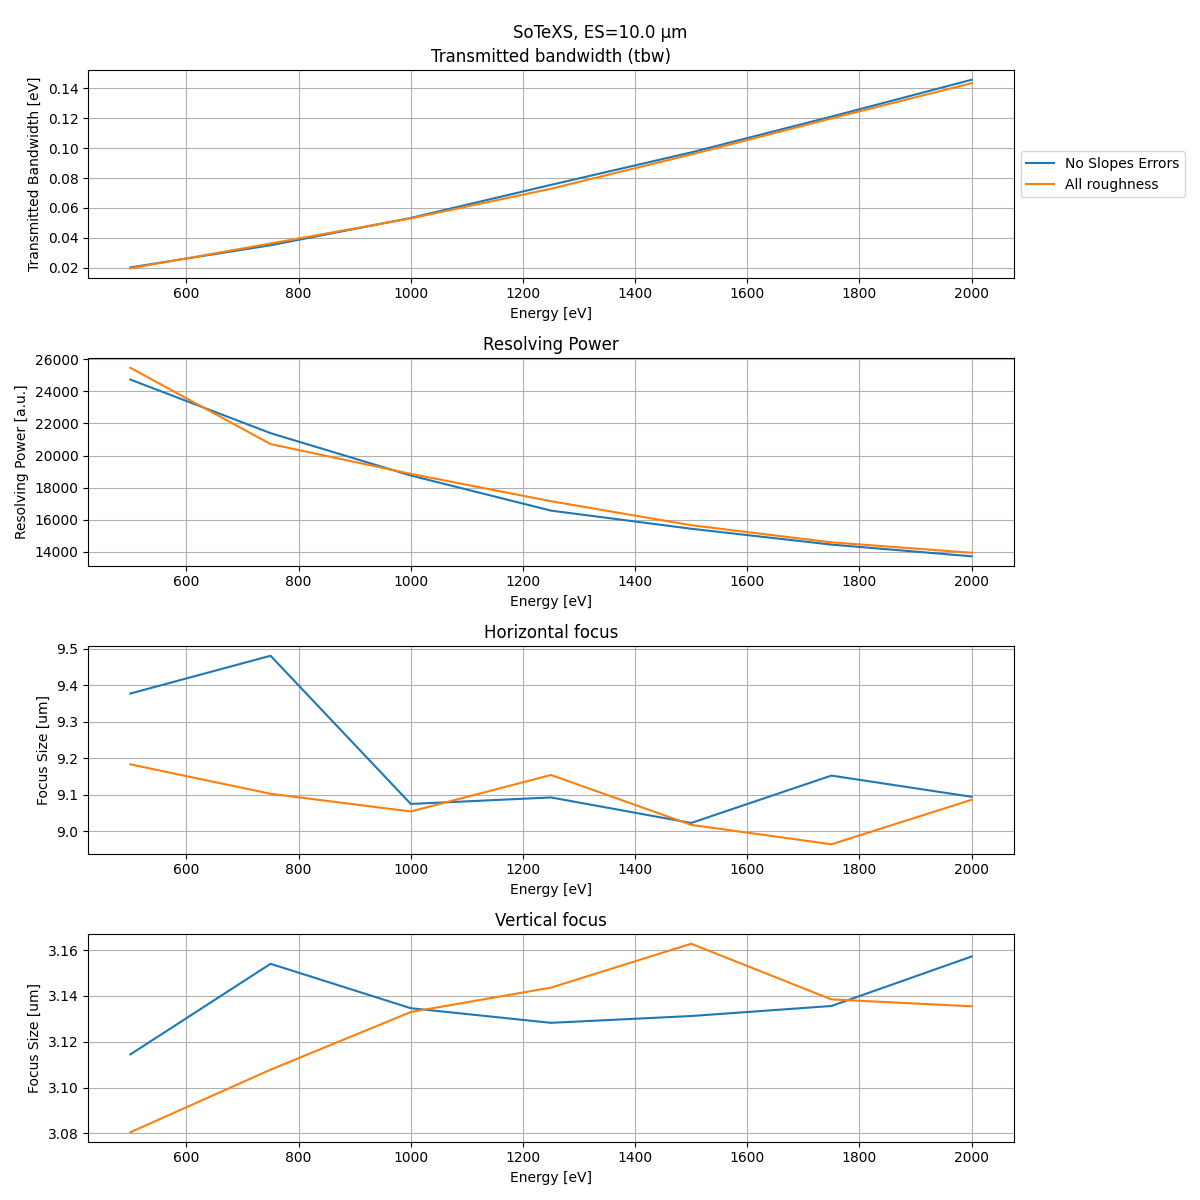 SoTeXS, ES=10.0 μm
Transmitted bandwidth (tbw)
Transmitted Bandwidth [eV]
0.14
0.12
0.10
0.08
0.06
0.04
0.02
600 800 1000 1200 1400 1600 1800 2000
Energy [eV]
No Slopes Errors
All roughness
Resolving Power
Resolving Power [a.u.]
26000
24000
22000
20000
18000
16000
14000
600 800 1000 1200 1400 1600 1800 2000
Energy [eV]
Horizontal focus
Focus Size [um]
9.5
9.4
9.3
9.2
9.1
9.0
600 800 1000 1200 1400 1600 1800 2000
Energy [eV]
Vertical focus
Focus Size [um]
3.16
3.14
3.12
3.10
3.08
600 800 1000 1200 1400 1600 1800 2000
Energy [eV]